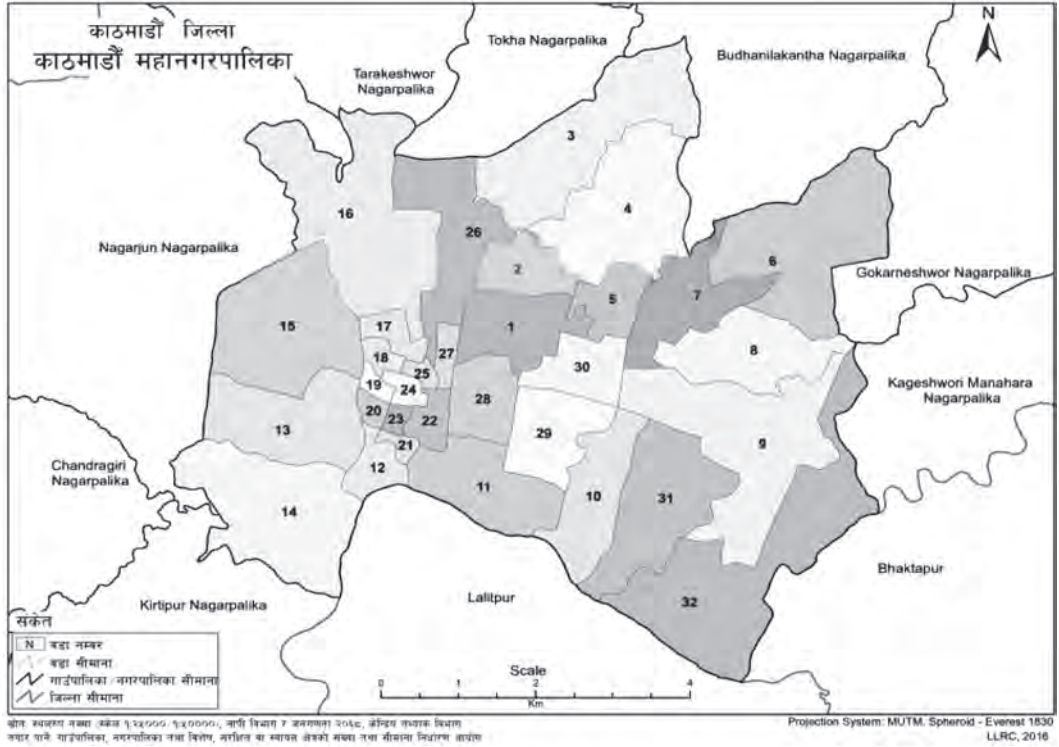 काठमाडौं जिल्ला
काठमाडौं महानगरपालिका
Tokha Nagarpalika
Budhanilakantha Nagarpalika
N
Tarakeshwor
Nagarpalika
3
4
16
26
Nagarjun Nagarpalika
2
6
Gokarneshwor Nagarpalika
5
7
15
17
1
27
8
18
25
30
19
24
Kageshwori Manahara
Nagarpalika
20
23
22
28
13
29
9
21
Chandragiri
Nagarpalika
12
11
10
31
14
Bhaktapur
Kirtipur Nagarpalika
Lalitpur
32
संकेत
N वडा नम्बर
वडा सीमाना
गाउँपालिका नगरपालिका सीमाना
जिल्ला सीमाना
Scale
0 1 2 4
Km
Projection System: MUTM, Spheroid - Everest 1830
LLRC, 2016